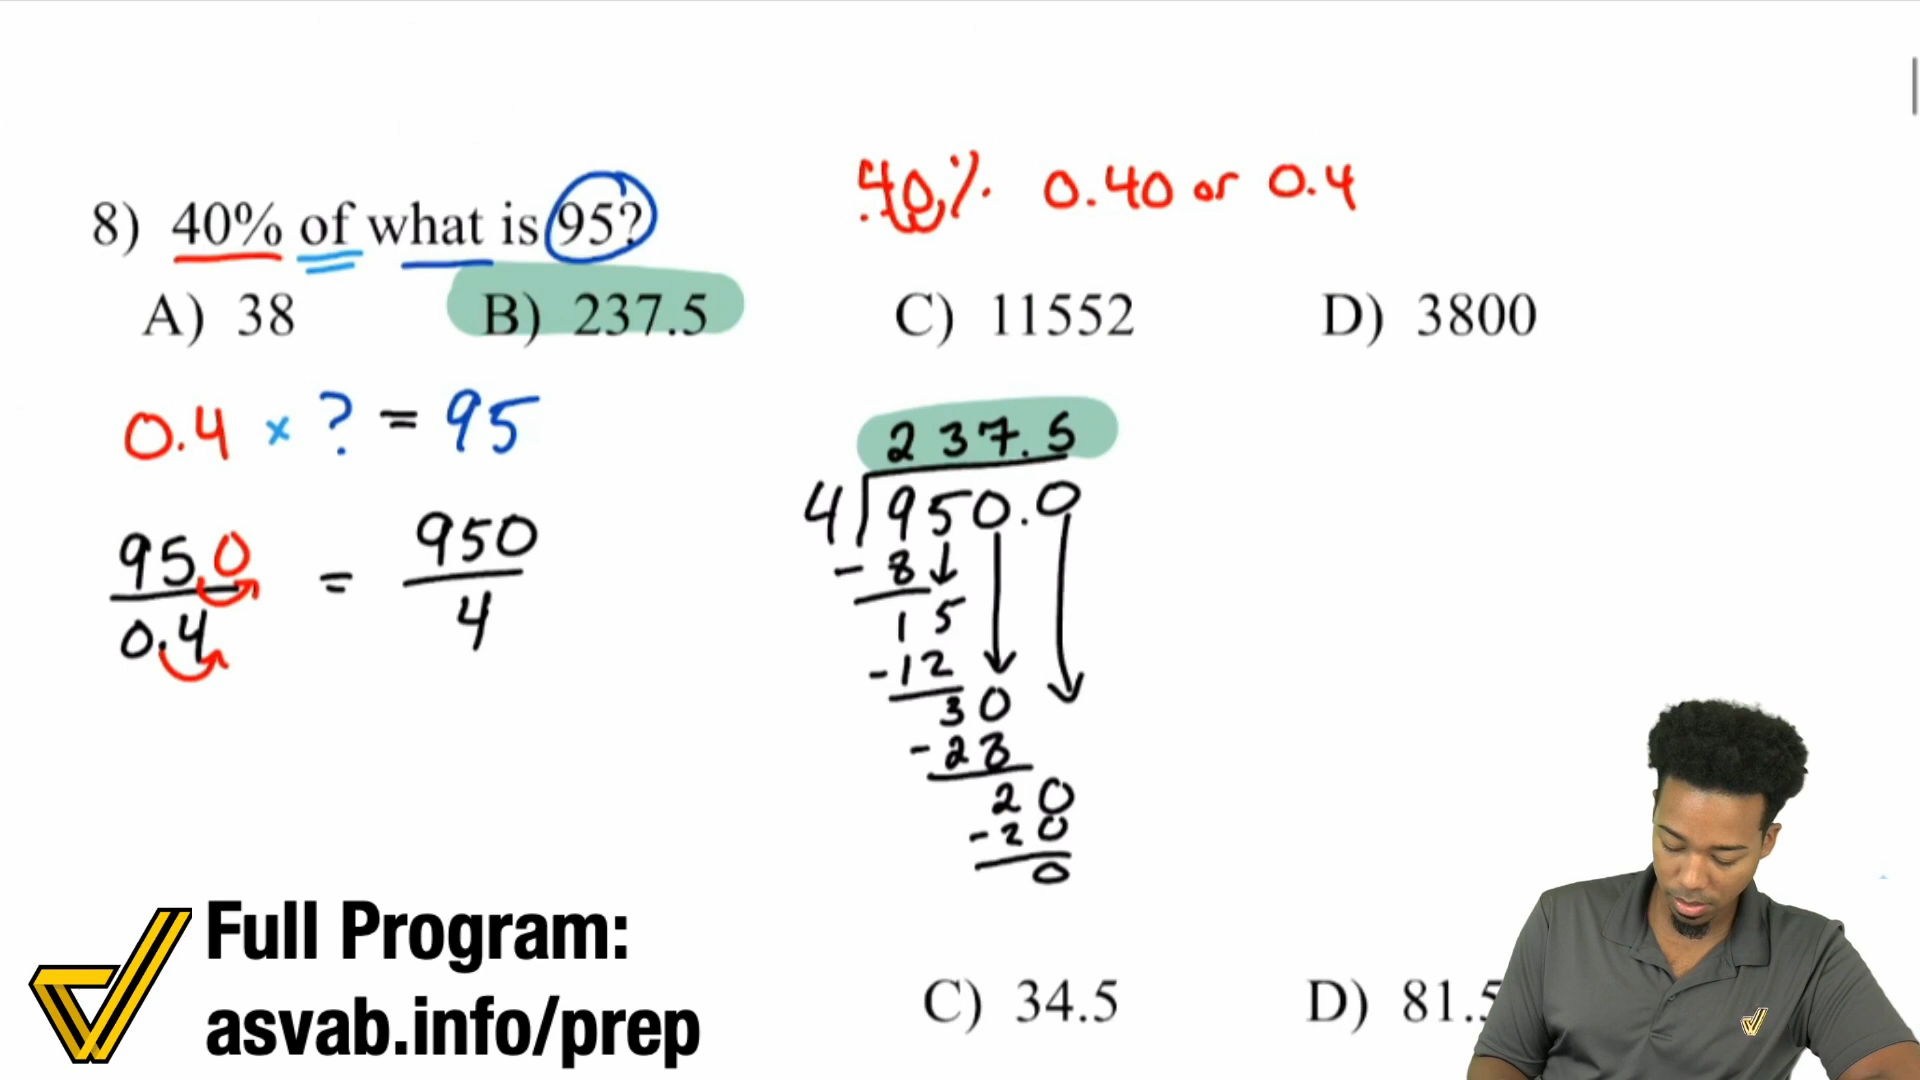 8) 40% of what is 95?
40% 0.40 or 0.4
A) 38 B) 237.5 C) 11552 D) 3800
0.4 × ? = 95
95.0
0.4
=
950
4
237.5
4 950.0
-8
15
-12
30
-28
20
-20
0
Full Program:
asvab.info/prep
C) 34.5 D) 81.5